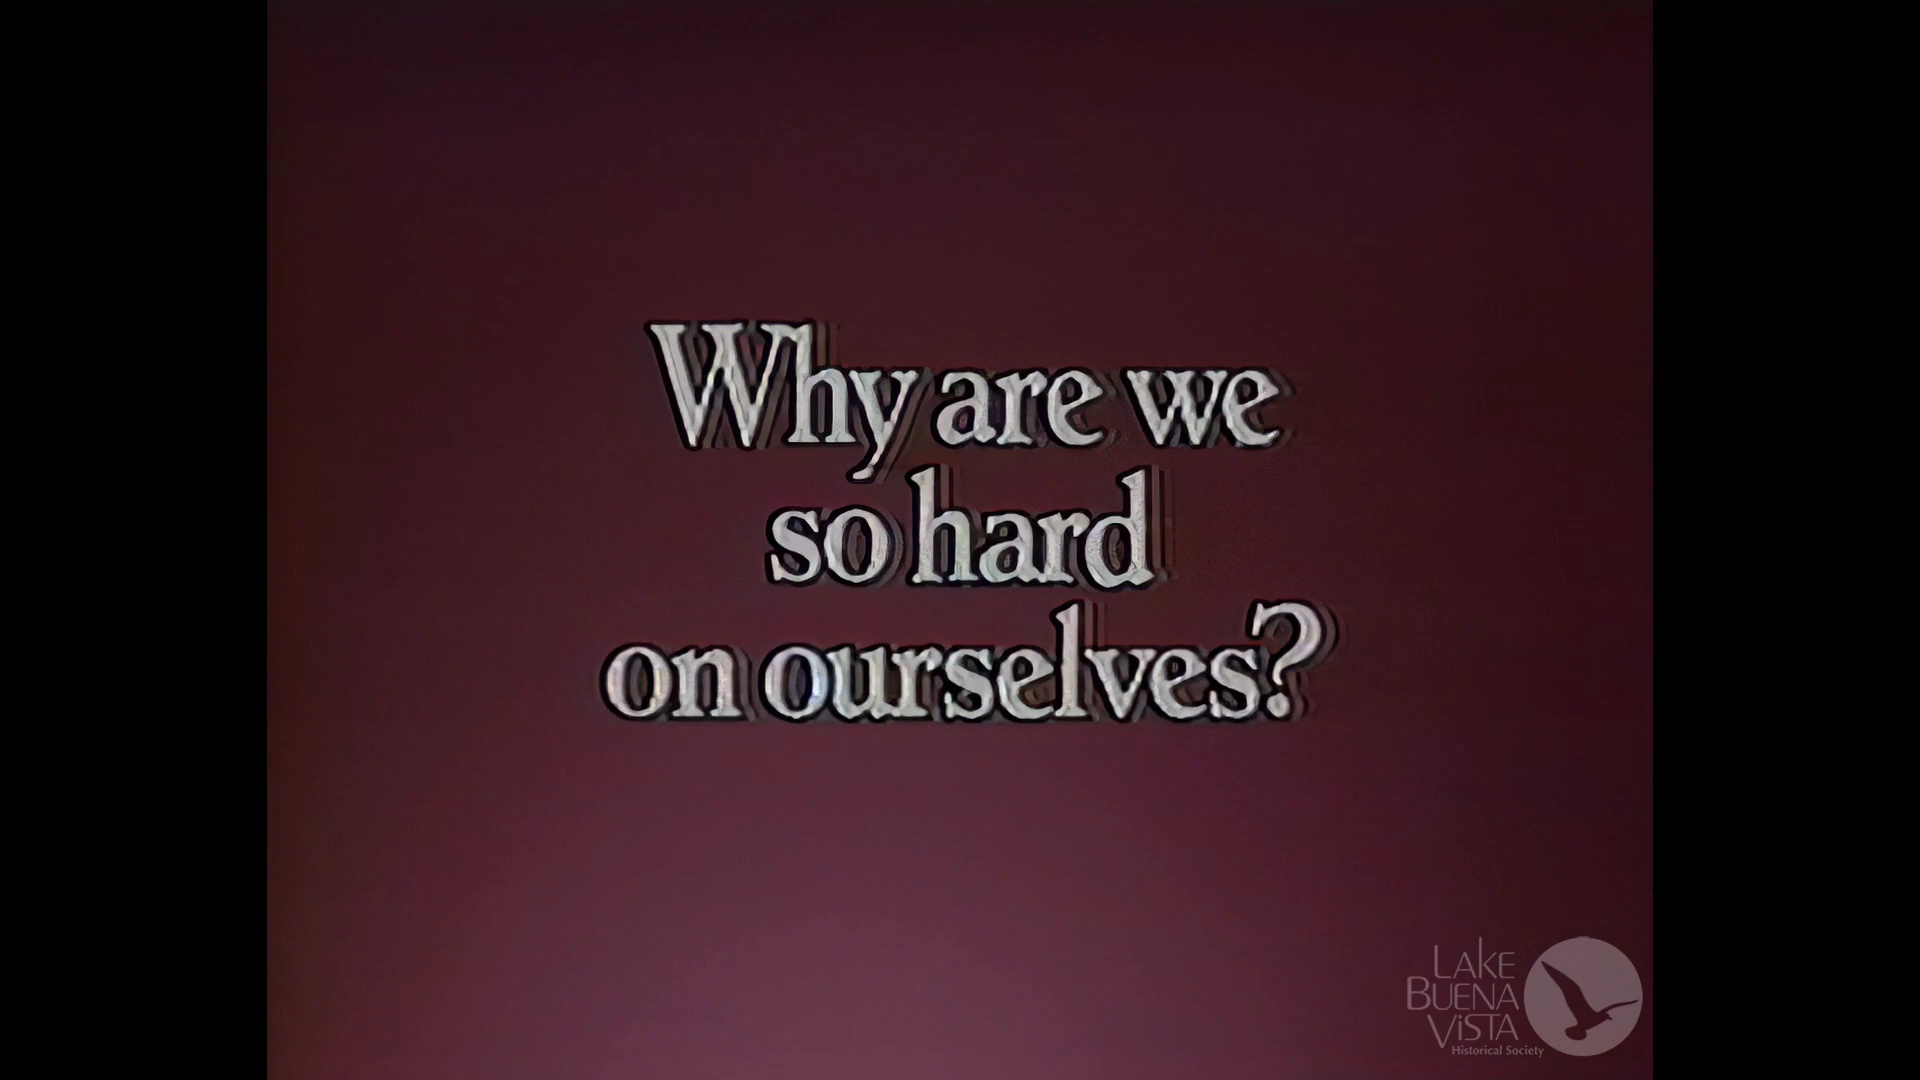 Why are we
so hard
on ourselves?
LAKE
BUENA
ViSTA
Historical Society